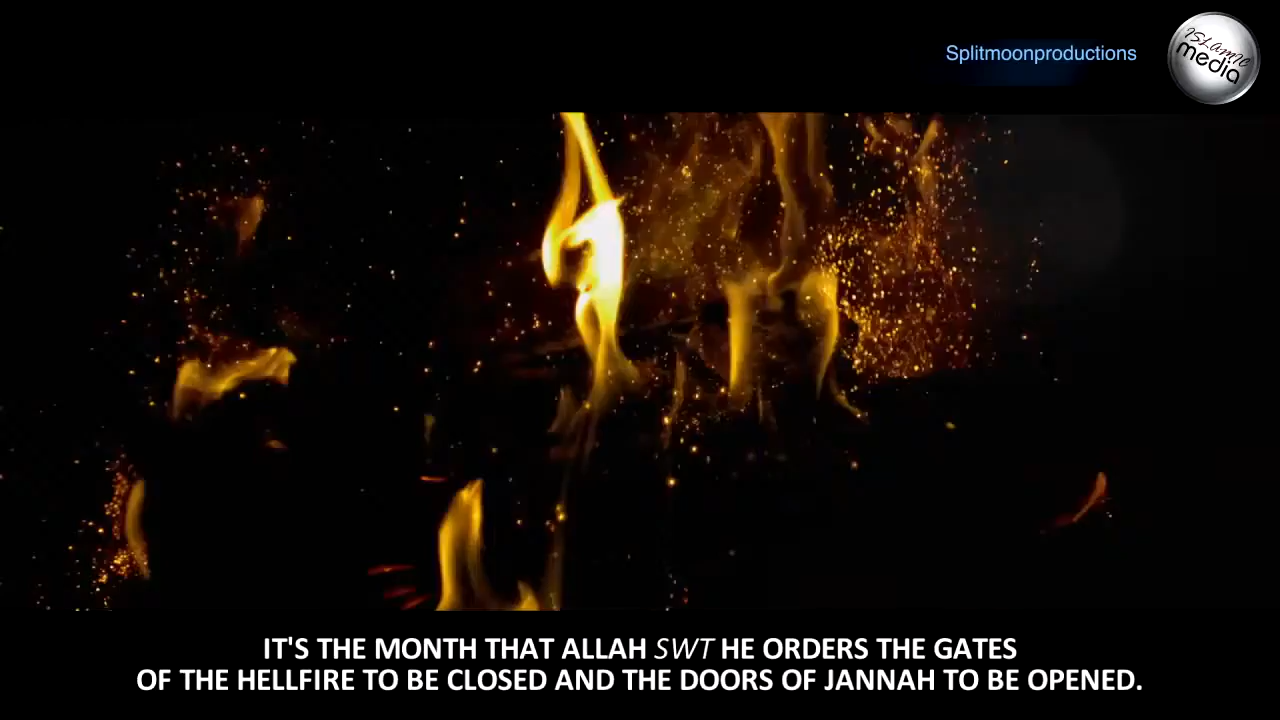 Splitmoonproductions
ISLAMIC
media
IT'S THE MONTH THAT ALLAH SWT HE ORDERS THE GATES
OF THE HELLFIRE TO BE CLOSED AND THE DOORS OF JANNAH TO BE OPENED.